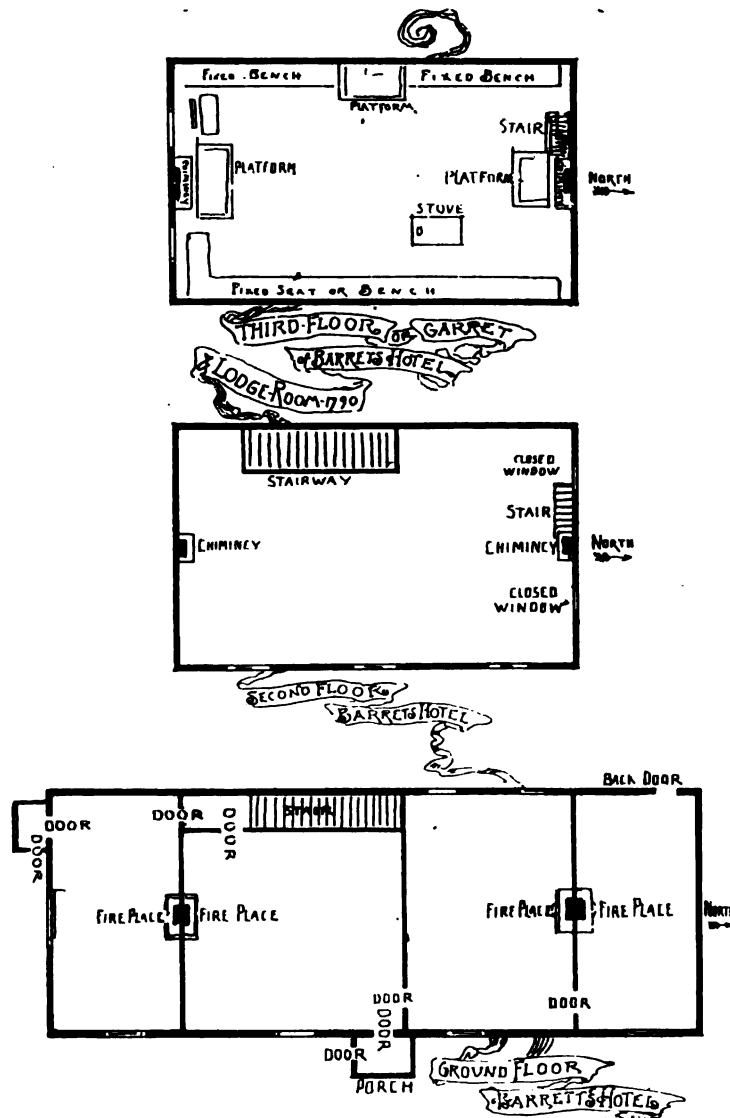 FIXED BENCH
FIXED BENCH
PLATFORM
STAIR
PLATFORM
PLATFORM
NORTH
STOVE
FIXED SEAT OR BENCH
THIRD-FLOOR OR GARRET
of BARRETS HOTEL
& LODGE-ROOM-1790
STAIRWAY
CLOSED
WINDOW
STAIR
CHIMINEY
CHIMINEY
NORTH
CLOSED
WINDOW
SECOND FLOOR
BARRETS HOTEL
BACK DOOR
DOOR
DOOR
DOOR
DOOR
STAIR
FIRE PLACE
FIRE PLACE
FIRE PLACE
FIRE PLACE
NORTH
DOOR
DOOR
DOOR
DOOR
PORCH
GROUND FLOOR
BARRETT'S HOTEL